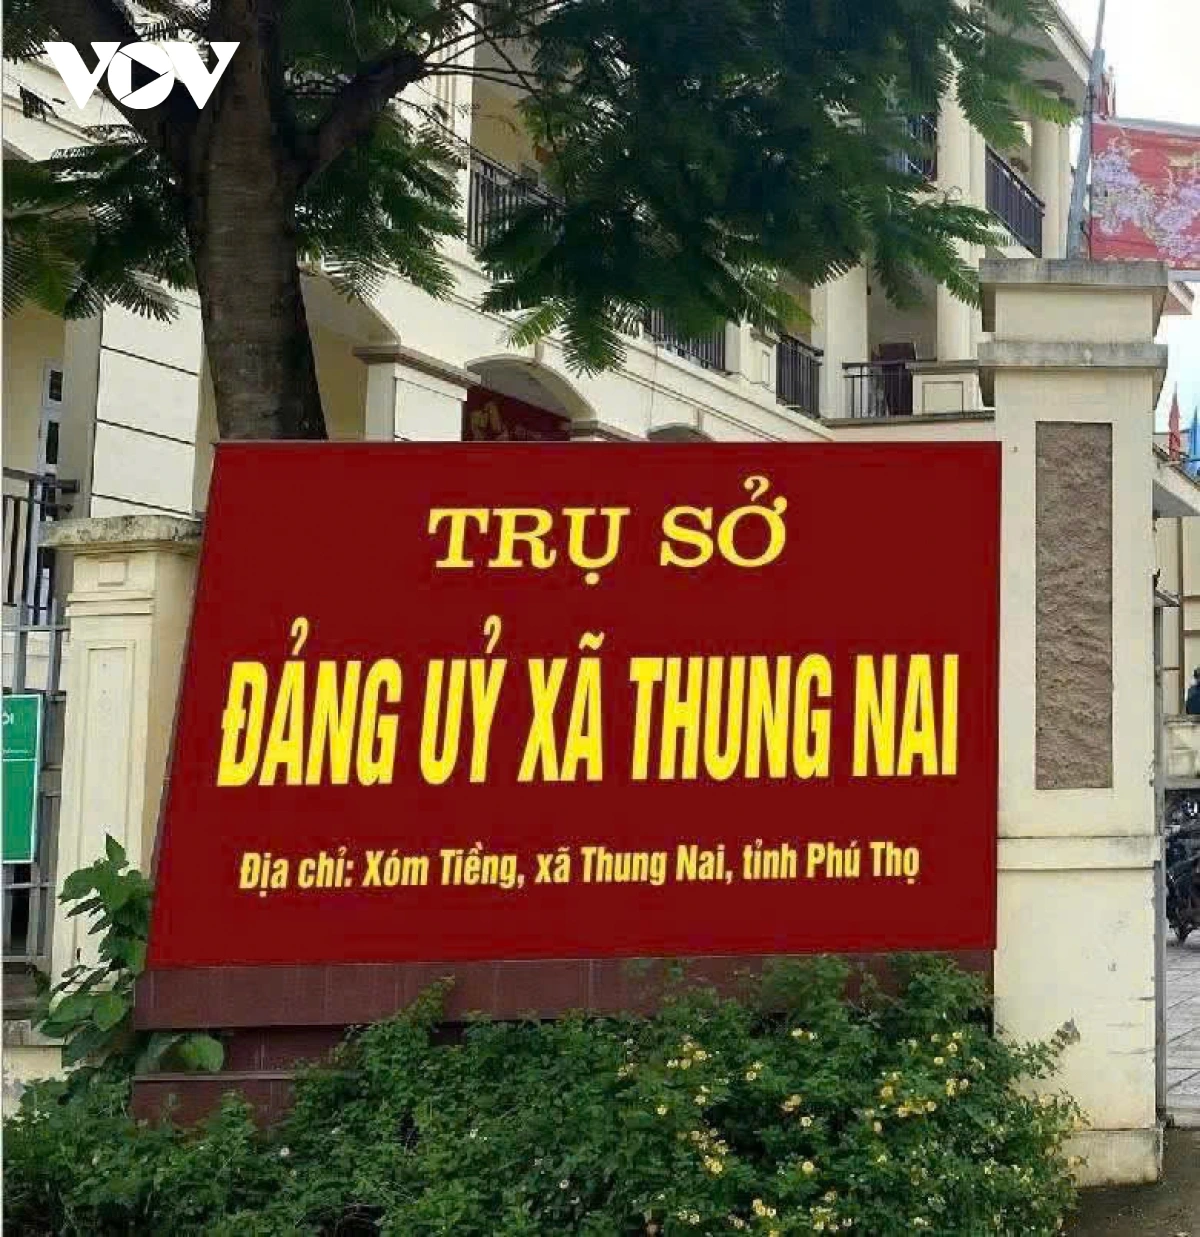 VOV
TRỤ SỞ
ĐẢNG UỶ XÃ THUNG NAI
Địa chỉ: Xóm Tiềng, xã Thung Nai, tỉnh Phú Thọ